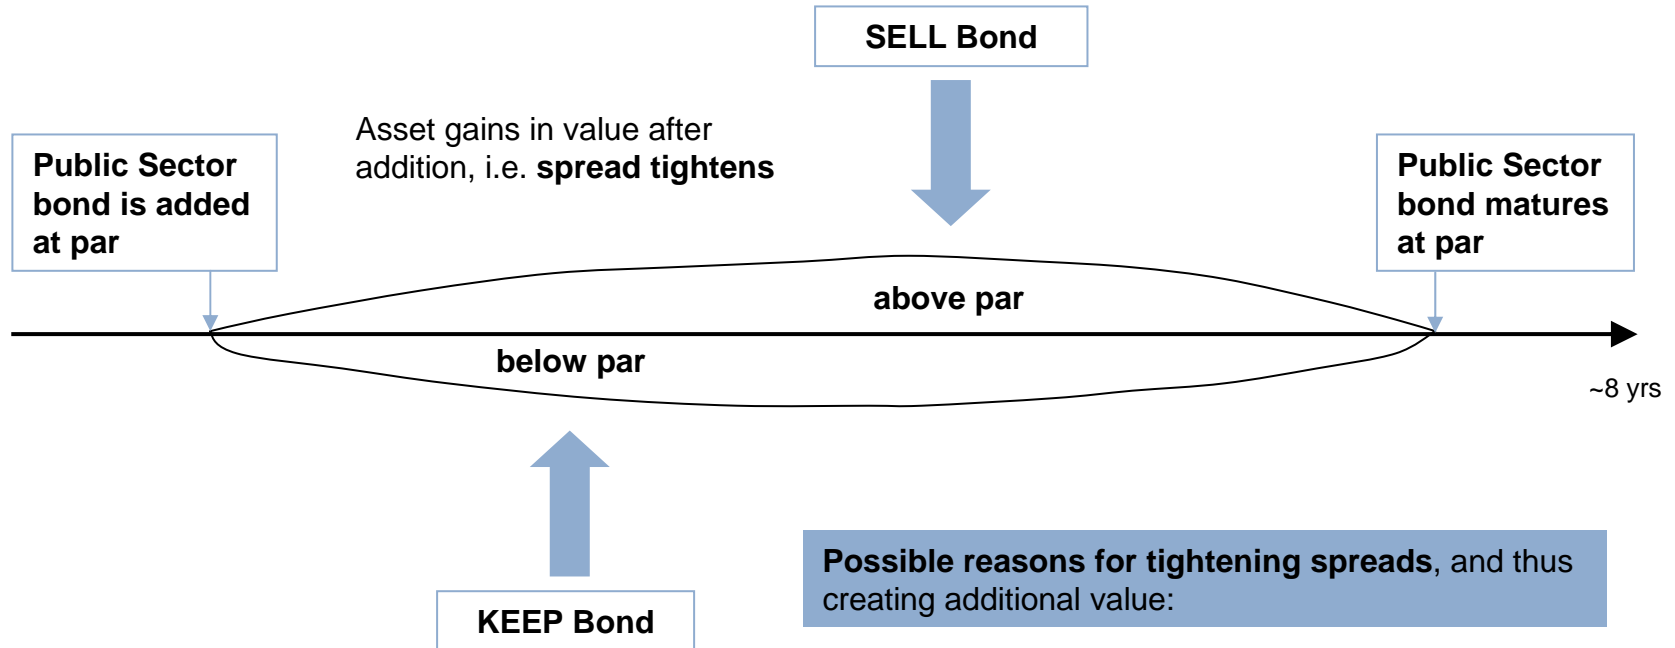 SELL Bond
Asset gains in value after
addition, i.e. spread tightens
Public Sector
bond is added
at par
Public Sector
bond matures
at par
above par
below par
~8 yrs
KEEP Bond
Possible reasons for tightening spreads, and thus
creating additional value: